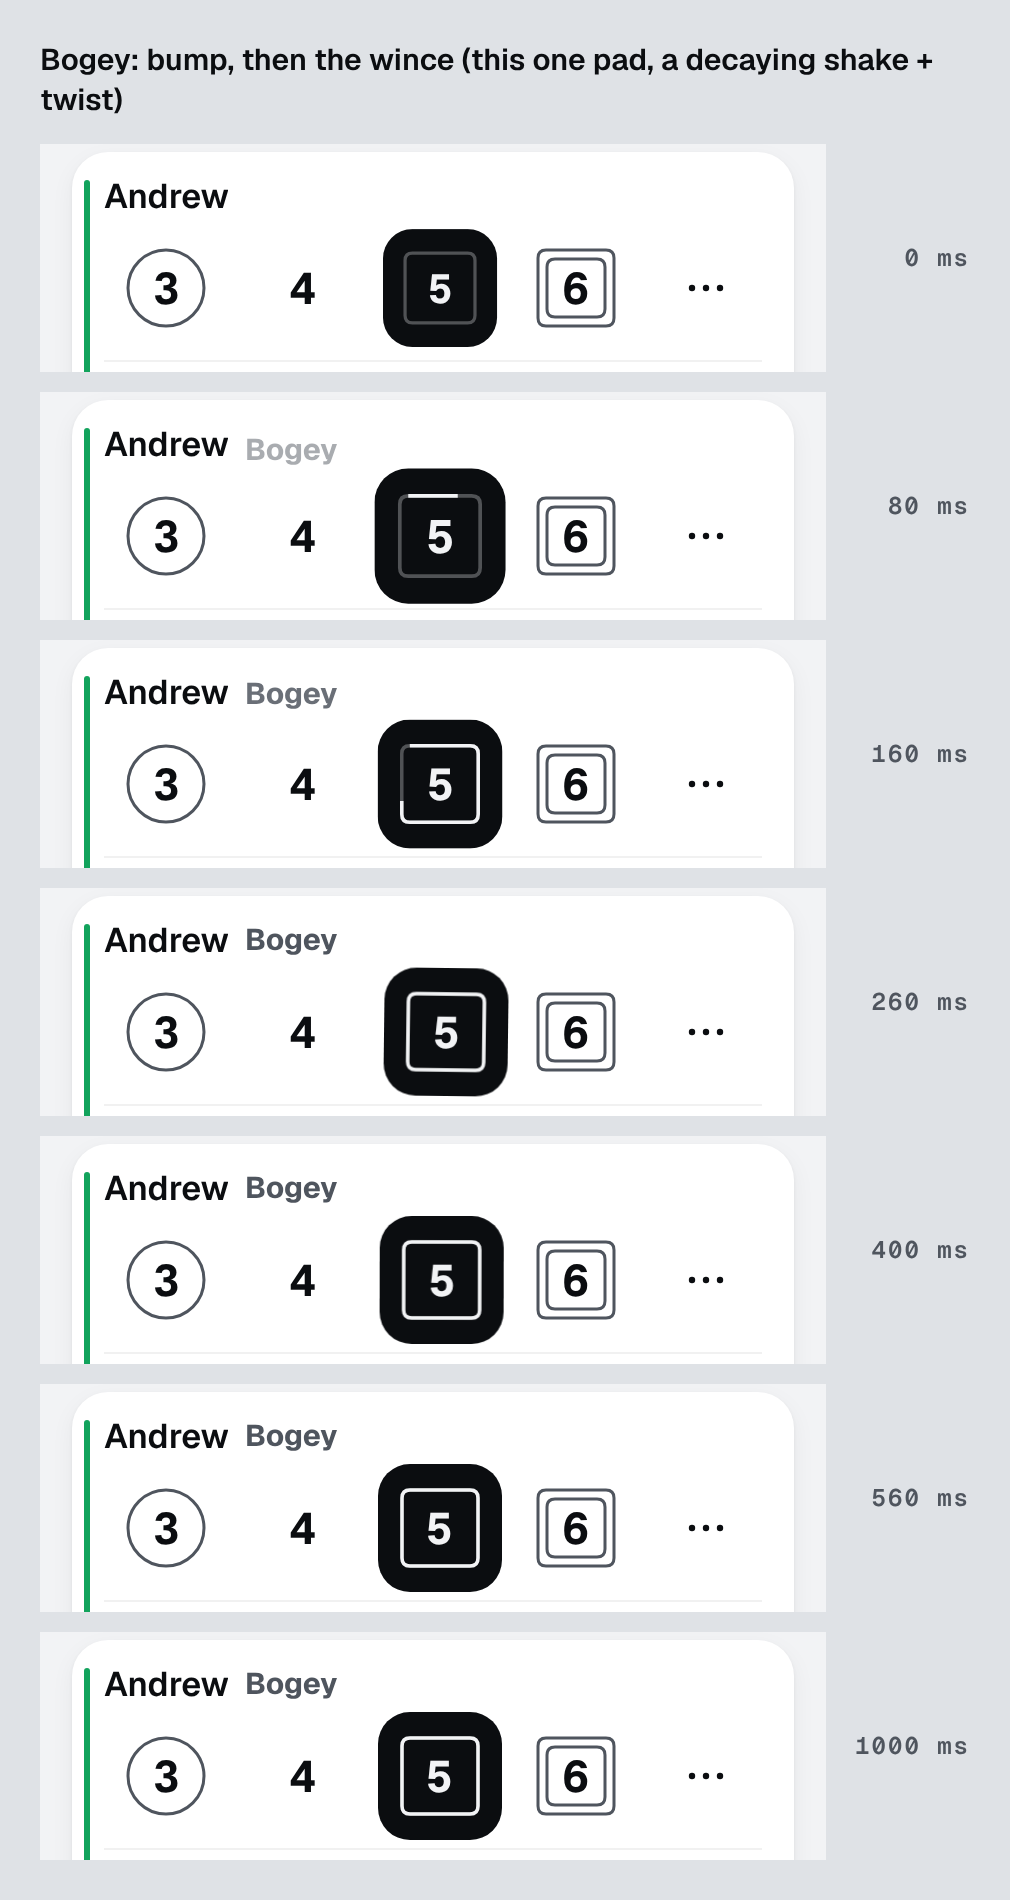 Bogey: bump, then the wince (this one pad, a decaying shake +
twist)
Andrew
3 4 5 6 ...
0 ms
Andrew Bogey
3 4 5 6 ...
80 ms
Andrew Bogey
3 4 5 6 ...
160 ms
Andrew Bogey
3 4 5 6 ...
260 ms
Andrew Bogey
3 4 5 6 ...
400 ms
Andrew Bogey
3 4 5 6 ...
560 ms
Andrew Bogey
3 4 5 6 ...
1000 ms